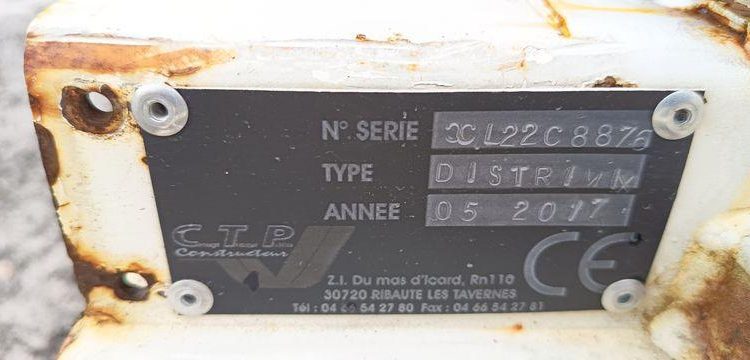 N° SERIE CL22C8876
TYPE DISTRIVM
ANNEE 05 2017
C.T.P
Constructeur
CE
Z.I. Du mas d'Icard, Rn110
30720 RIBAUTE LES TAVERNES
Tél : 04 66 54 27 80 Fax : 04 66 54 27 81